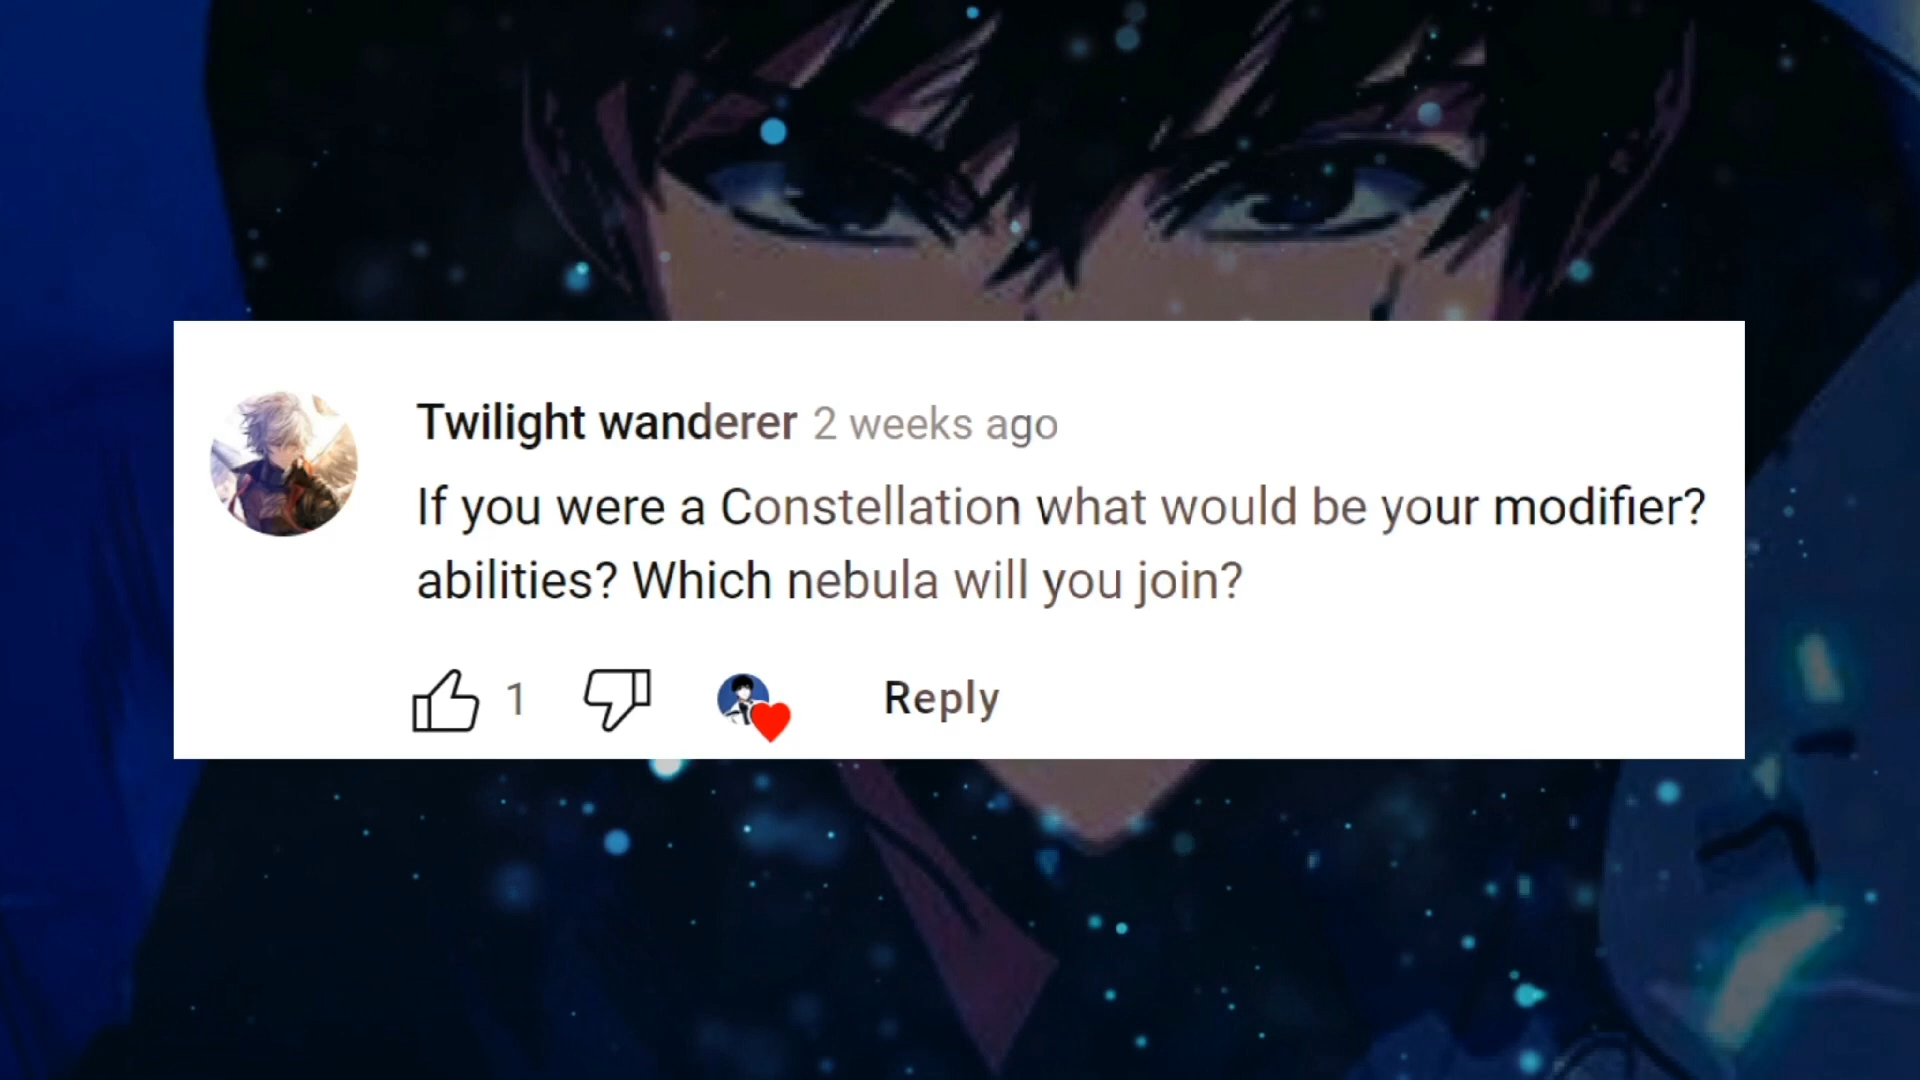 Twilight wanderer 2 weeks ago
If you were a Constellation what would be your modifier?
abilities? Which nebula will you join?
1 Reply